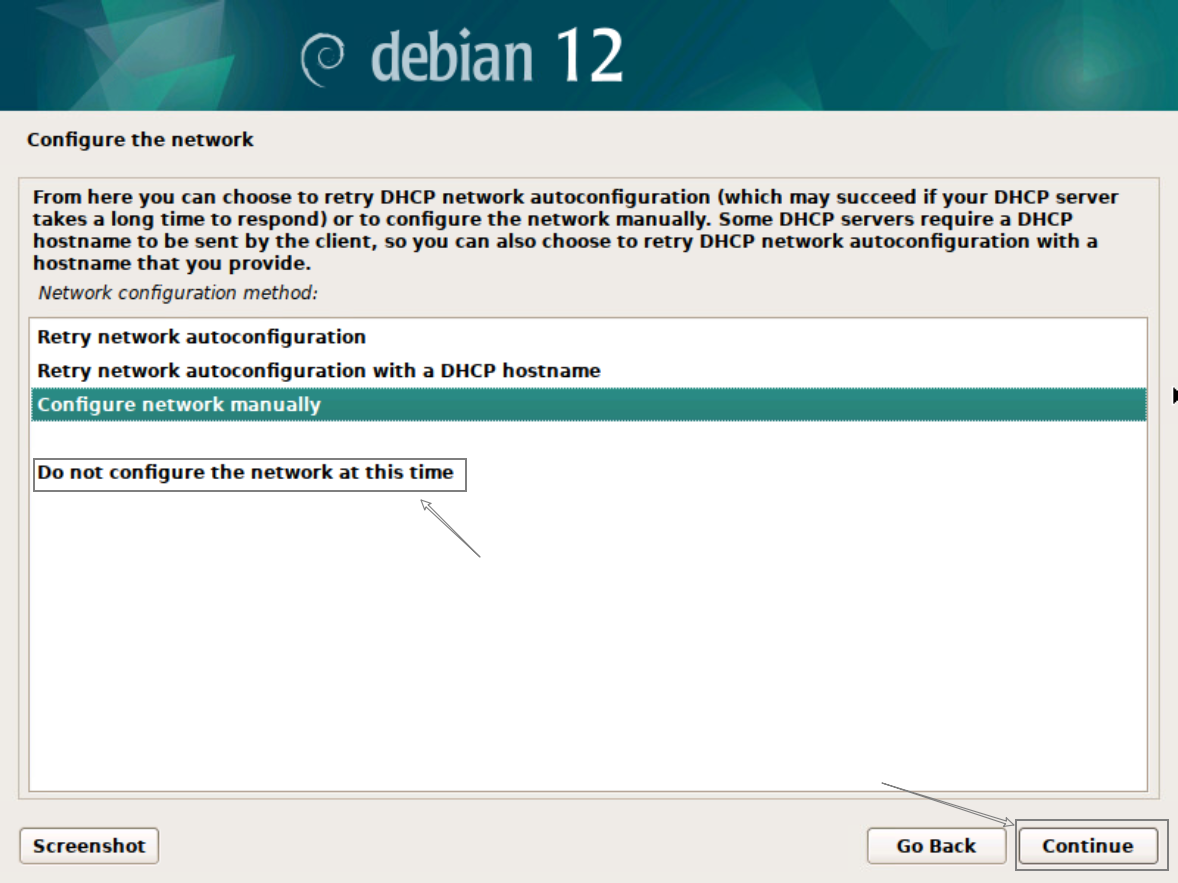 debian 12
Configure the network
From here you can choose to retry DHCP network autoconfiguration (which may succeed if your DHCP server
takes a long time to respond) or to configure the network manually. Some DHCP servers require a DHCP
hostname to be sent by the client, so you can also choose to retry DHCP network autoconfiguration with a
hostname that you provide.
Network configuration method:
Retry network autoconfiguration
Retry network autoconfiguration with a DHCP hostname
Configure network manually
Do not configure the network at this time
Screenshot
Go Back
Continue